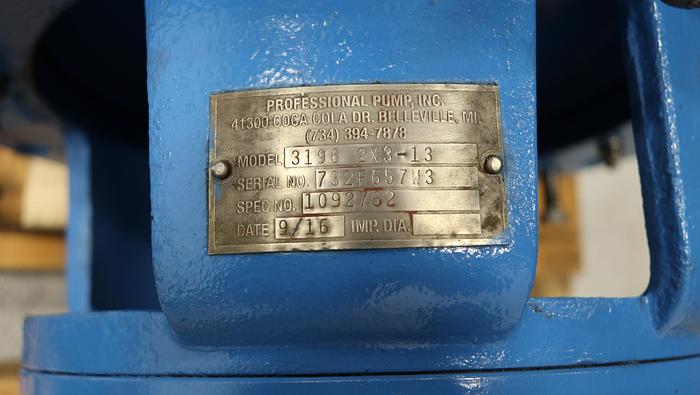 PROFESSIONAL PUMP, INC.
41300 COCA COLA DR. BELLEVILLE, MI.
(734) 394-7878
MODEL 3196 2X3-13
SERIAL NO. 732F657M3
SPEC NO. 1092762
DATE 9/16 IMP. DIA.